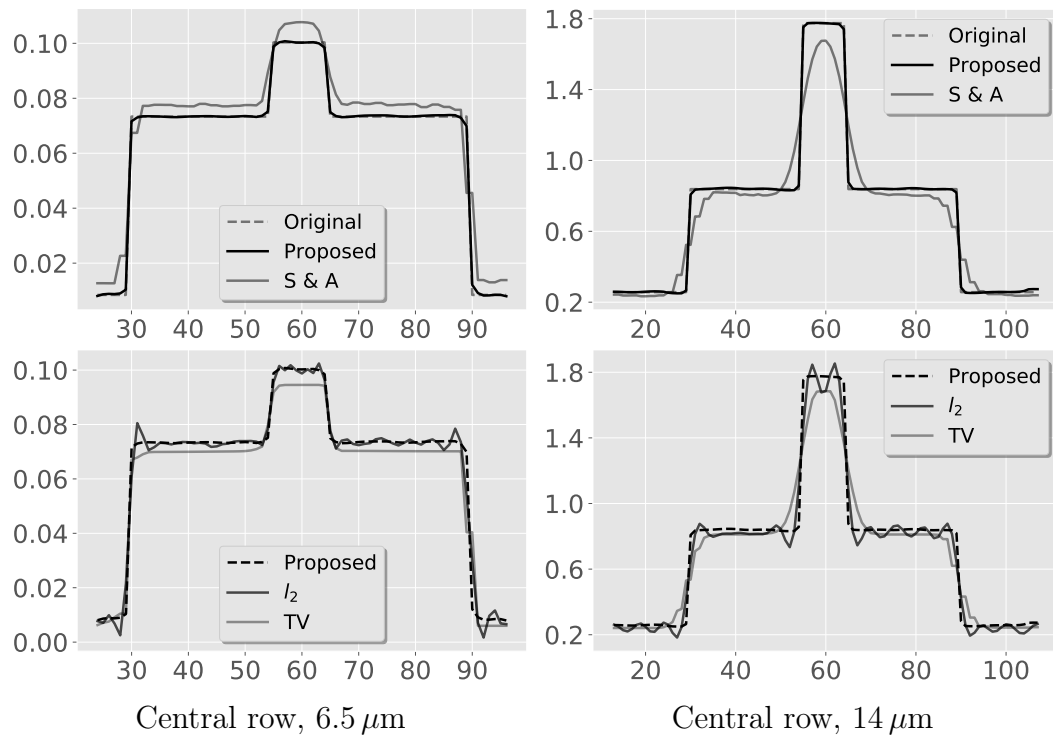 0.10
0.08
0.06
0.04
0.02
30 40 50 60 70 80 90
Original
Proposed
S & A
1.8
1.4
1.0
0.6
0.2
20 40 60 80 100
Original
Proposed
S & A
0.10
0.08
0.06
0.04
0.02
0.00
30 40 50 60 70 80 90
Proposed
l₂
TV
1.8
1.4
1.0
0.6
0.2
20 40 60 80 100
Proposed
l₂
TV
Central row, 6.5 μm
Central row, 14 μm